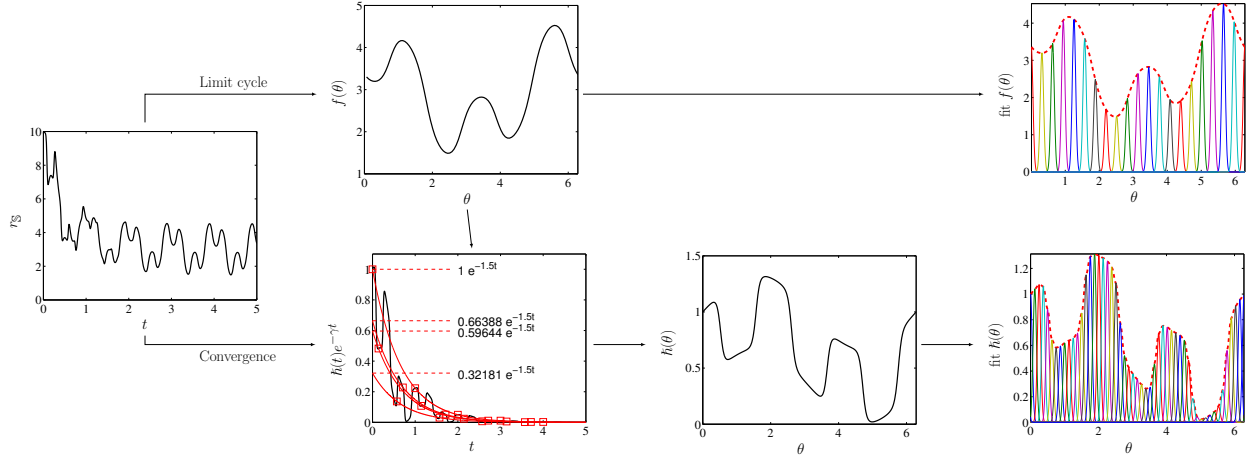 Limit cycle
Convergence
10
8
6
4
2
0
0 1 2 3 4 5
r𝕊
t
5
4
3
2
1
0
0 2 4 6
f(θ)
θ
4
3
2
1
0
1 2 3 4 5 6
fit f(θ)
θ
1
0.8
0.6
0.4
0.2
0
0 1 2 3 4 5
ℏ(t)e^−γt
t
1 e^−1.5t
0.66388 e^−1.5t
0.59644 e^−1.5t
0.32181 e^−1.5t
1.5
1
0.5
0
0 2 4 6
ℏ(θ)
θ
1.2
1
0.8
0.6
0.4
0.2
0
0 2 4 6
fit ℏ(θ)
θ